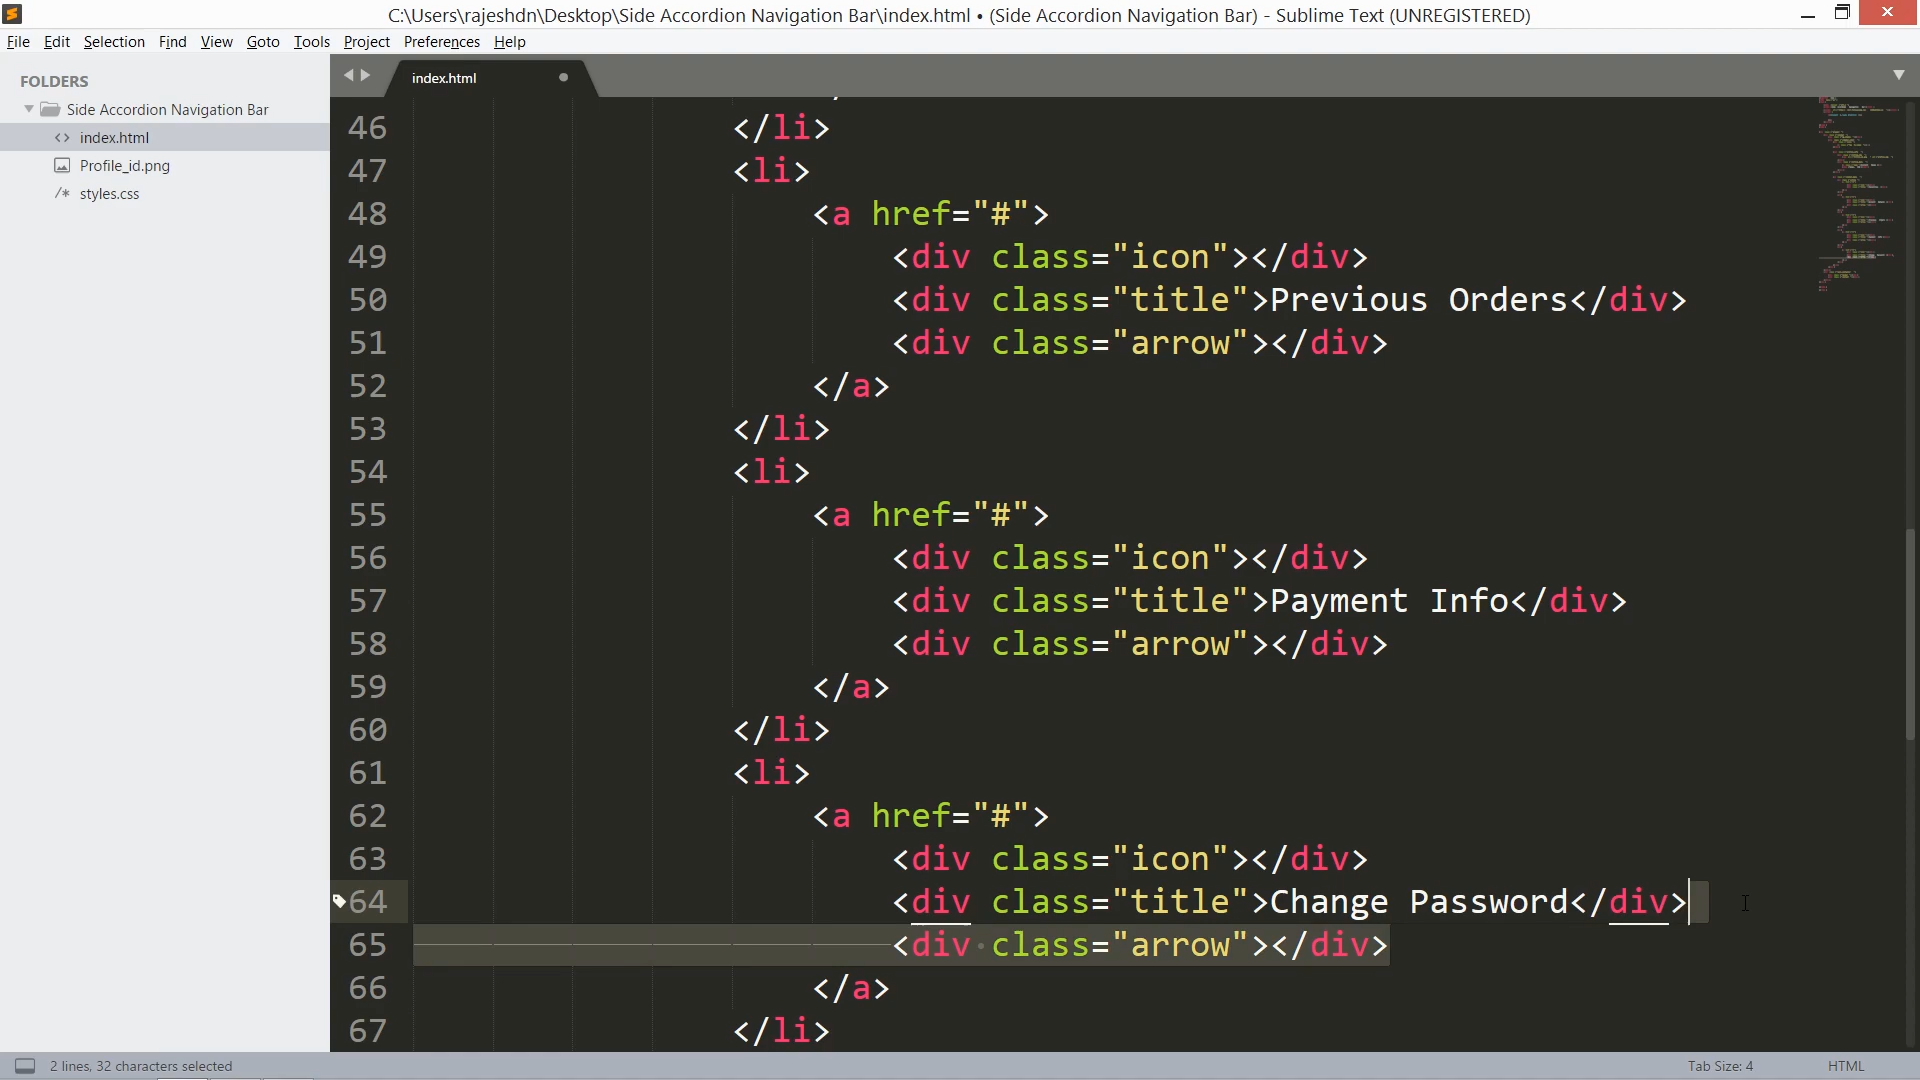 C:\Users\rajeshdn\Desktop\Side Accordion Navigation Bar\index.html • (Side Accordion Navigation Bar) - Sublime Text (UNREGISTERED)
File Edit Selection Find View Goto Tools Project Preferences Help
FOLDERS
Side Accordion Navigation Bar
<> index.html
Profile_id.png
/* styles.css
index.html
46 </li>
47 <li>
48 <a href="#">
49 <div class="icon"></div>
50 <div class="title">Previous Orders</div>
51 <div class="arrow"></div>
52 </a>
53 </li>
54 <li>
55 <a href="#">
56 <div class="icon"></div>
57 <div class="title">Payment Info</div>
58 <div class="arrow"></div>
59 </a>
60 </li>
61 <li>
62 <a href="#">
63 <div class="icon"></div>
64 <div class="title">Change Password</div>
65 <div class="arrow"></div>
66 </a>
67 </li>
2 lines, 32 characters selected
Tab Size: 4
HTML